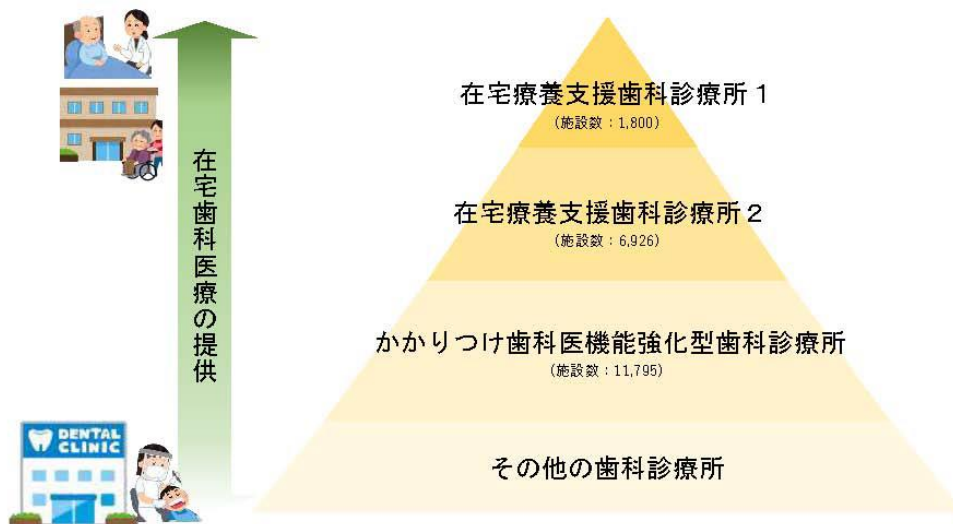 在宅療養支援歯科診療所1
（施設数：1,800）
在宅療養支援歯科診療所2
（施設数：6,926）
かかりつけ歯科医機能強化型歯科診療所
（施設数：11,795）
その他の歯科診療所
在宅歯科医療の提供
DENTAL
CLINIC